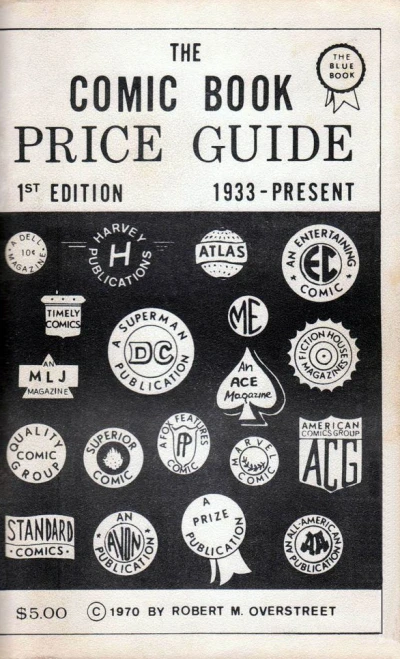 THE
COMIC BOOK
THE
BLUE
BOOK
PRICE GUIDE
1ST EDITION
1933-PRESENT
A DELL
10¢
MAGAZINE
HARVEY
H
PUBLICATIONS
ATLAS
AN ENTERTAINING
EC
COMIC
TIMELY
COMICS
A SUPERMAN
DC
PUBLICATION
ME
FICTION HOUSE
MAGAZINES
AN
MLJ
MAGAZINE
An
ACE
Magazine
QUALITY
COMIC
GROUP
SUPERIOR
COMIC
A FOX FEATURES
COMIC
MARVEL
COMIC
AMERICAN
COMICS GROUP
ACG
STANDARD
·COMICS·
AN
AVON
PUBLICATION
A
PRIZE
PUBLICATION
AN ALL-AMERICAN
AA
PUBLICATION
$5.00
© 1970 BY ROBERT M. OVERSTREET